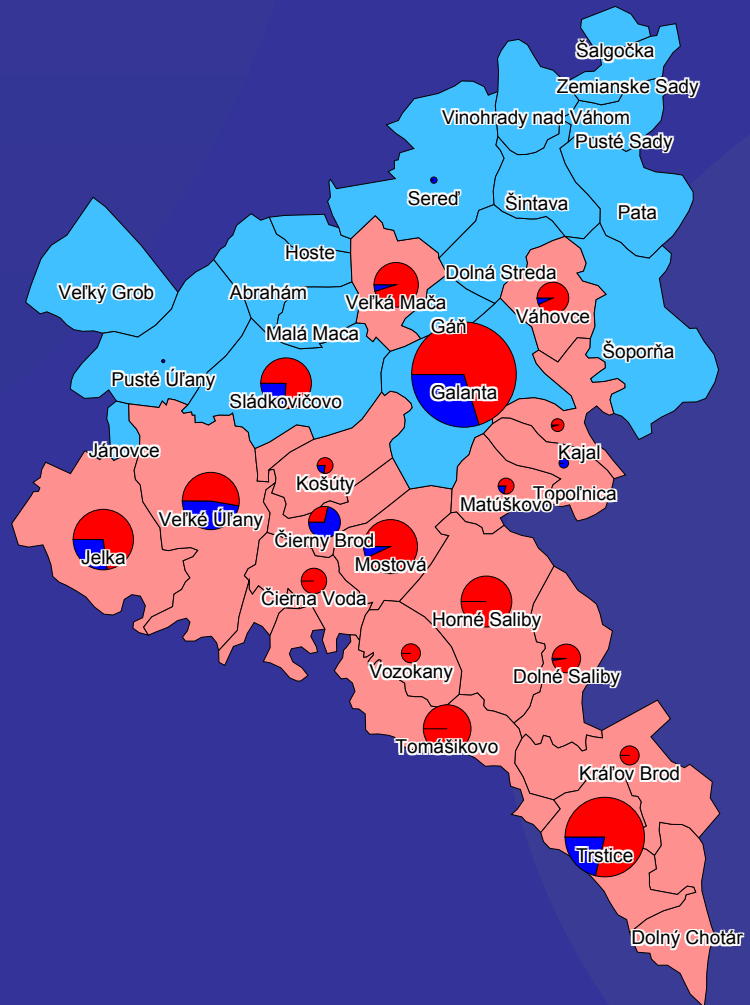 Šalgočka
Zemianske Sady
Vinohrady nad Váhom
Pusté Sady
Sereď
Šintava
Pata
Hoste
Dolná Streda
Veľký Grob
Abrahám
Veľká Mača
Váhovce
Gáň
Malá Maca
Šoporňa
Pusté Úľany
Galanta
Sládkovičovo
Jánovce
Kajal
Košúty
Topoľnica
Matúškovo
Veľké Úľany
Čierny Brod
Jelka
Mostová
Čierna Voda
Horné Saliby
Vozokany
Dolné Saliby
Tomášikovo
Kráľov Brod
Trstice
Dolný Chotár